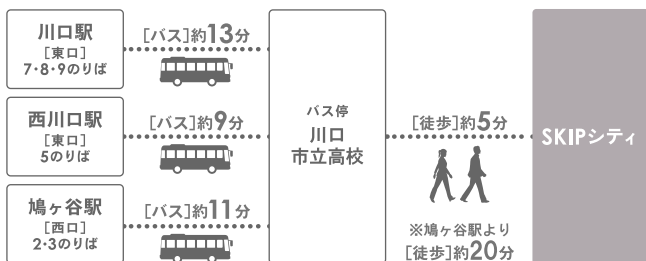 川口駅
[東口]
7・8・9のりば
[バス]約13分
西川口駅
[東口]
5のりば
[バス]約9分
鳩ヶ谷駅
[西口]
2・3のりば
[バス]約11分
バス停
川口
市立高校
[徒歩]約5分
※鳩ヶ谷駅より
[徒歩]約20分
SKIPシティ